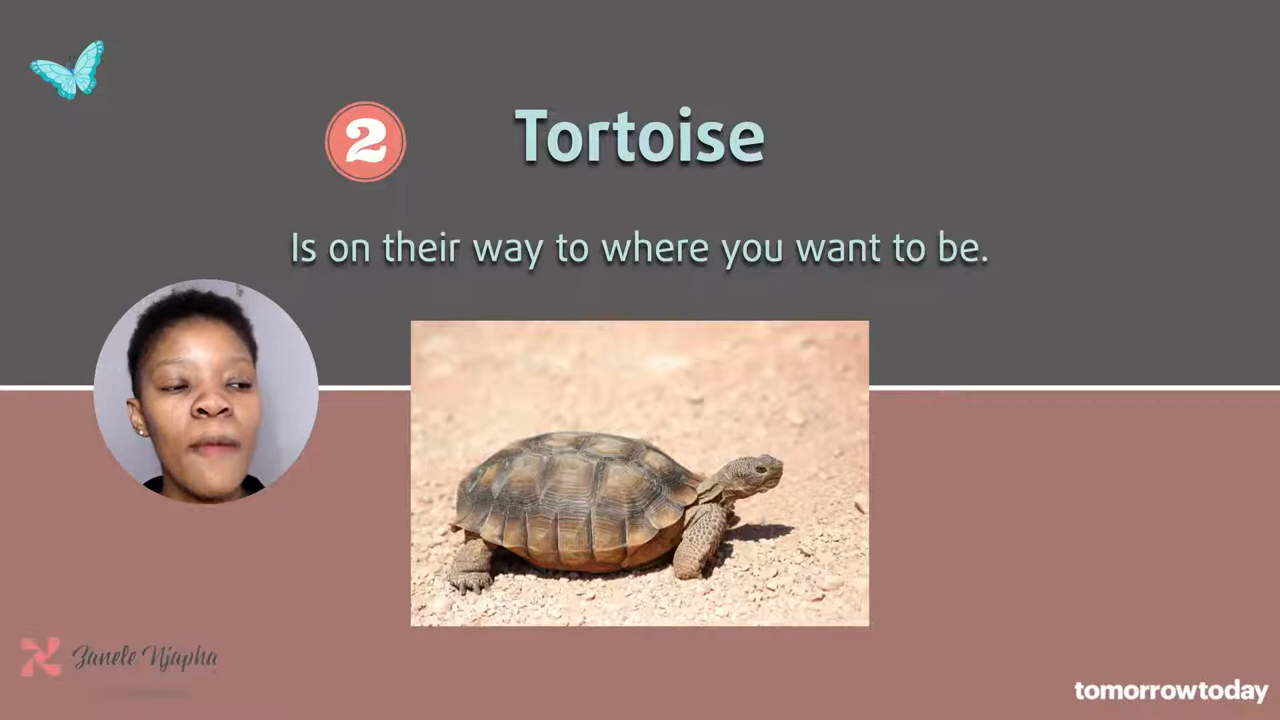 2
Tortoise
Is on their way to where you want to be.
Zanele Njapha
tomorrowtoday